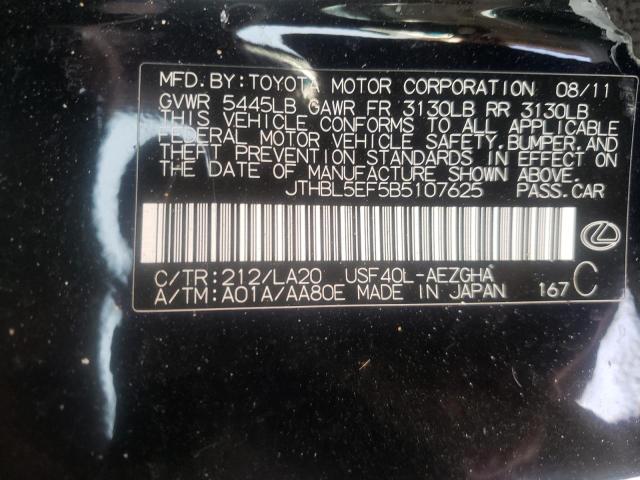 MFD. BY: TOYOTA MOTOR CORPORATION 08/11
GVWR 5445LB GAWR FR 3130LB RR 3130LB
THIS VEHICLE CONFORMS TO ALL APPLICABLE
FEDERAL MOTOR VEHICLE SAFETY, BUMPER, AND
THEFT PREVENTION STANDARDS IN EFFECT ON
THE DATE OF MANUFACTURE SHOWN ABOVE.
JTHBL5EF5B5107625 PASS. CAR
C/TR: 212/LA20 USF40L-AEZGHA C
A/TM: A01A/AA80E MADE IN JAPAN 167